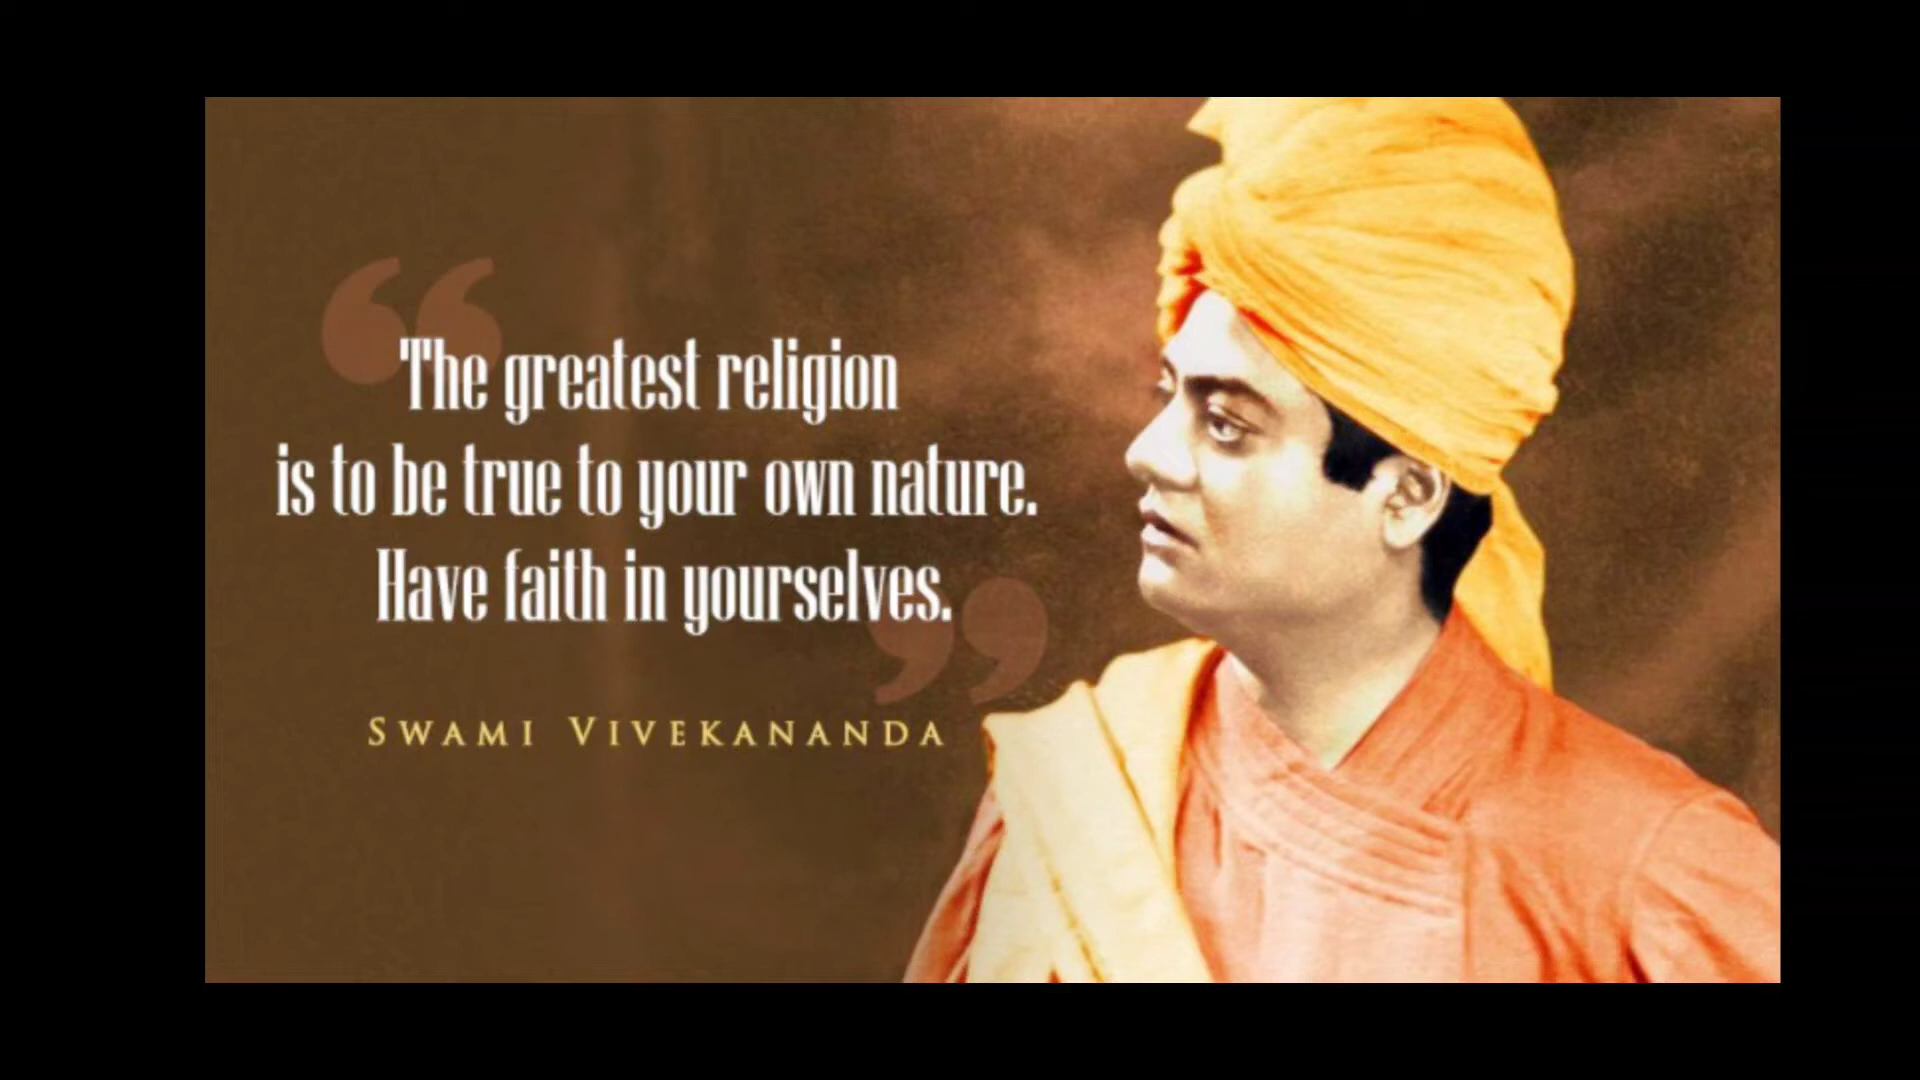 “The greatest religion
is to be true to your own nature.
Have faith in yourselves.”
SWAMI VIVEKANANDA